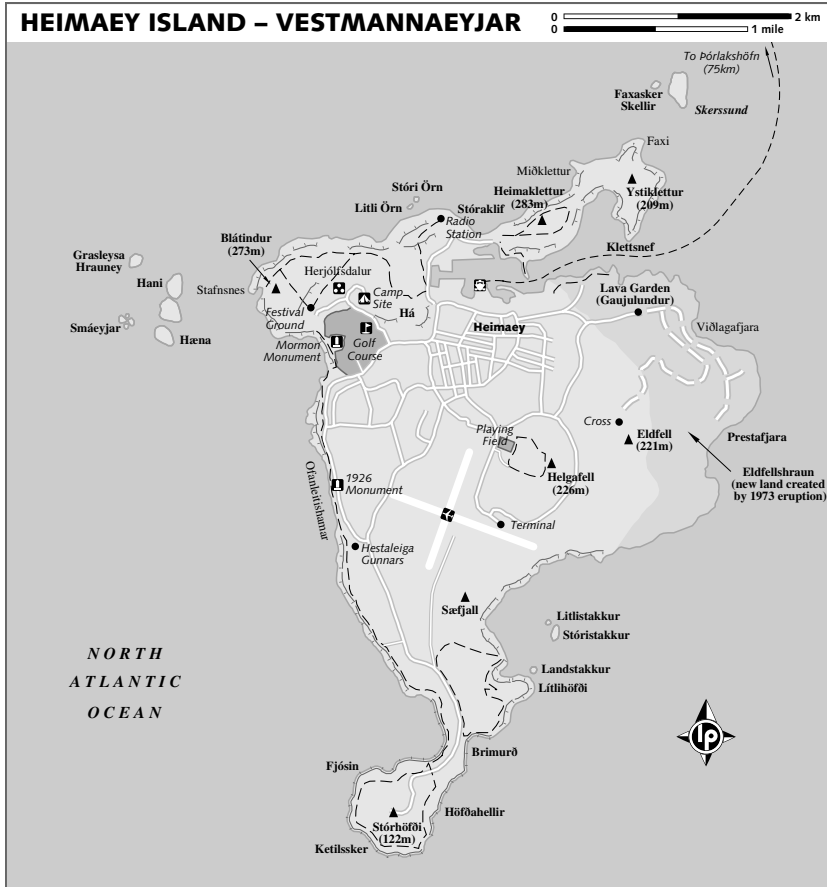 HEIMAEY ISLAND – VESTMANNAEYJAR
0 2 km
0 1 mile
To Þórlakshöfn
(75km)
Faxasker
Skellir
Skerssund
Faxi
Miðklettur
Stóri Örn
Heimaklettur
(283m)
Ystiklettur
(209m)
Litli Örn
Stóraklif
Radio
Station
Blátindur
(273m)
Klettsnef
Grasleysa
Hrauney
Herjólfsdalur
Hani
Stafnsnes
Camp
Site
Lava Garden
(Gaujulundur)
Festival
Ground
Há
Smáeyjar
Hæna
Heimaey
Viðlagafjara
Mormon
Monument
Golf
Course
Playing
Field
Cross
Eldfell
(221m)
Prestafjara
Ofanleitishamar
Helgafell
(226m)
Eldfellshraun
(new land created
by 1973 eruption)
1926
Monument
Terminal
Hestaleiga
Gunnars
Sæfjall
Litlistakkur
Stóristakkur
NORTH
ATLANTIC
OCEAN
Landstakkur
Lítlihöfði
lp
Brimurð
Fjósin
Höfðahellir
Stórhöfði
(122m)
Ketilssker